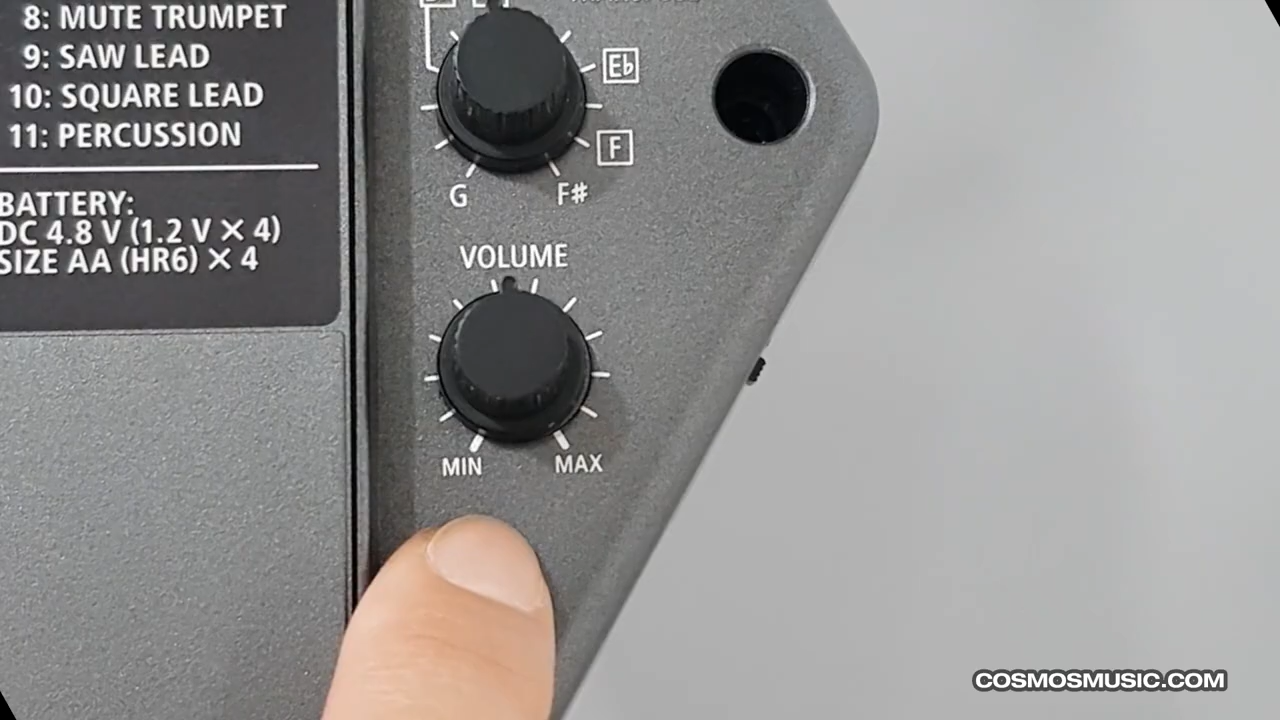 8: MUTE TRUMPET
9: SAW LEAD
10: SQUARE LEAD
11: PERCUSSION
BATTERY:
DC 4.8 V (1.2 V × 4)
SIZE AA (HR6) × 4
E♭
F
G
F#
VOLUME
MIN
MAX
COSMOSMUSIC.COM